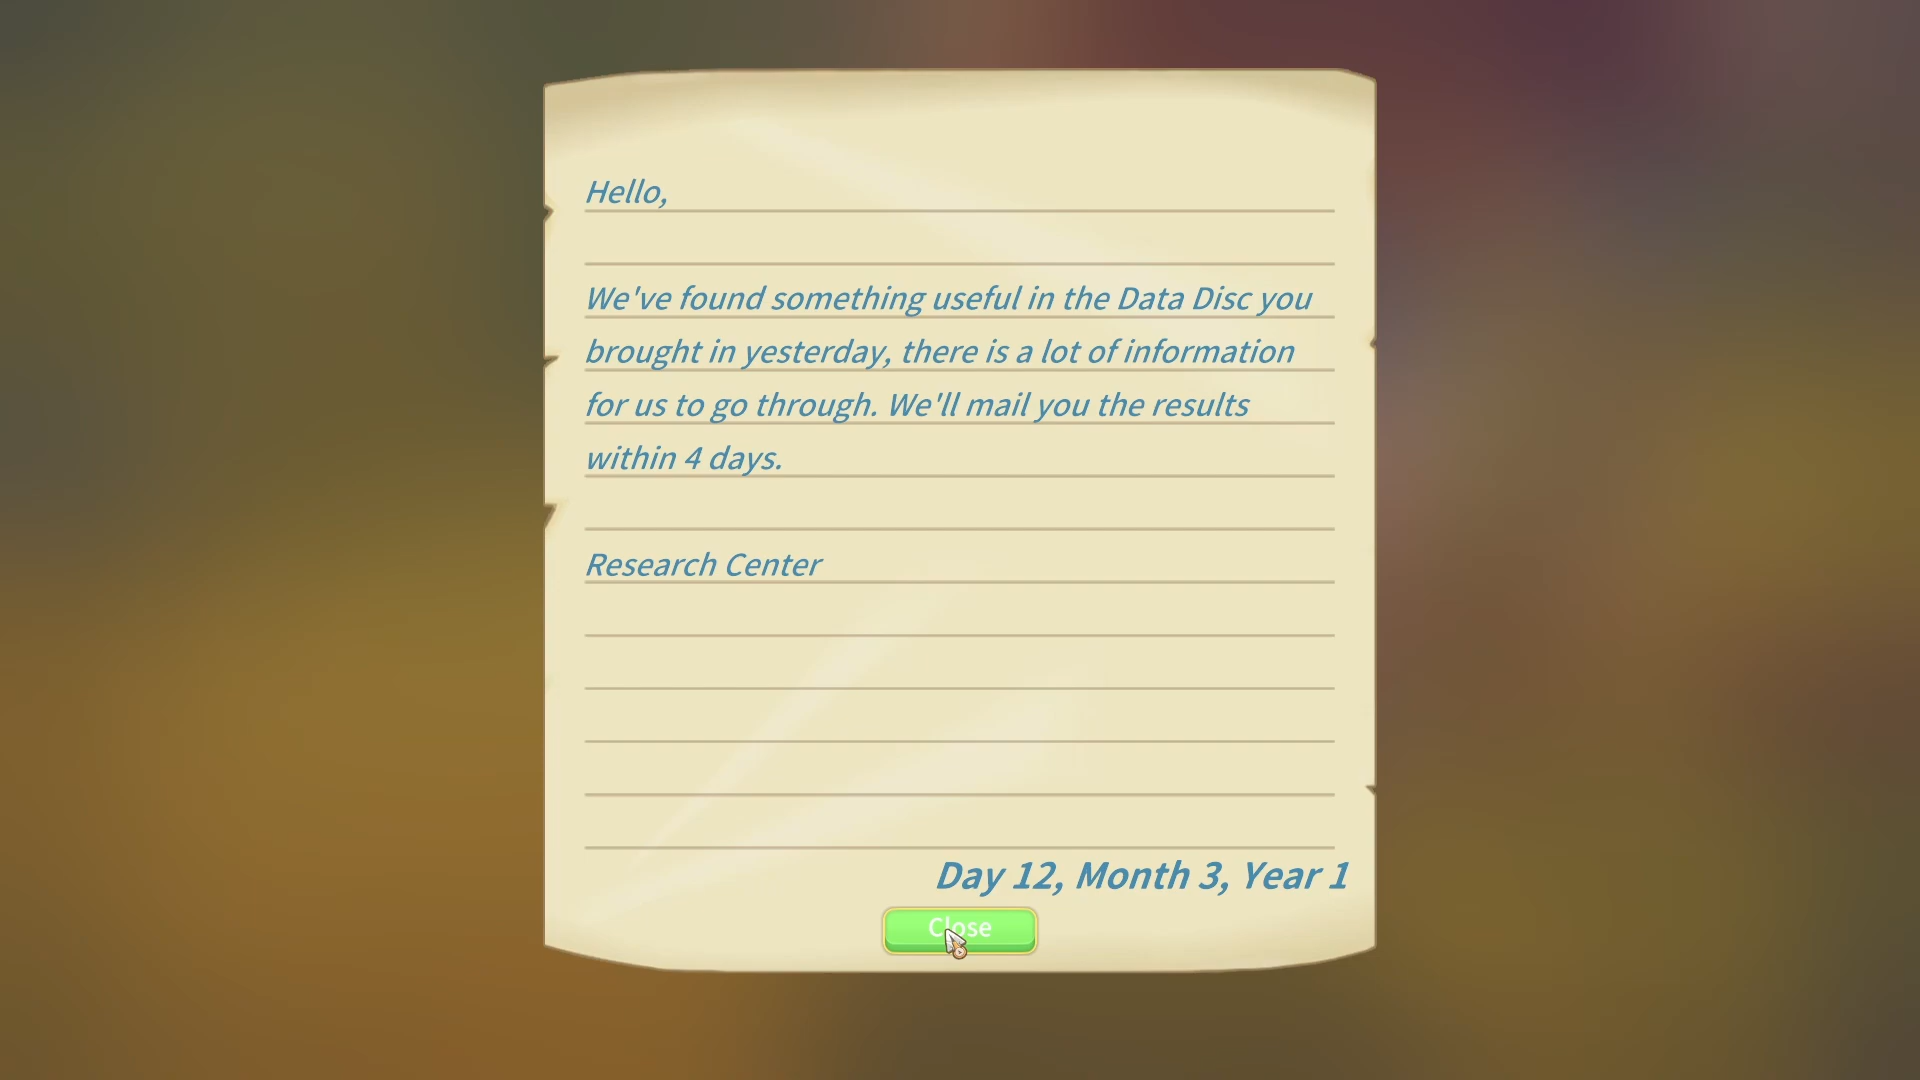 Hello,
We've found something useful in the Data Disc you
brought in yesterday, there is a lot of information
for us to go through. We'll mail you the results
within 4 days.
Research Center
Day 12, Month 3, Year 1
Close